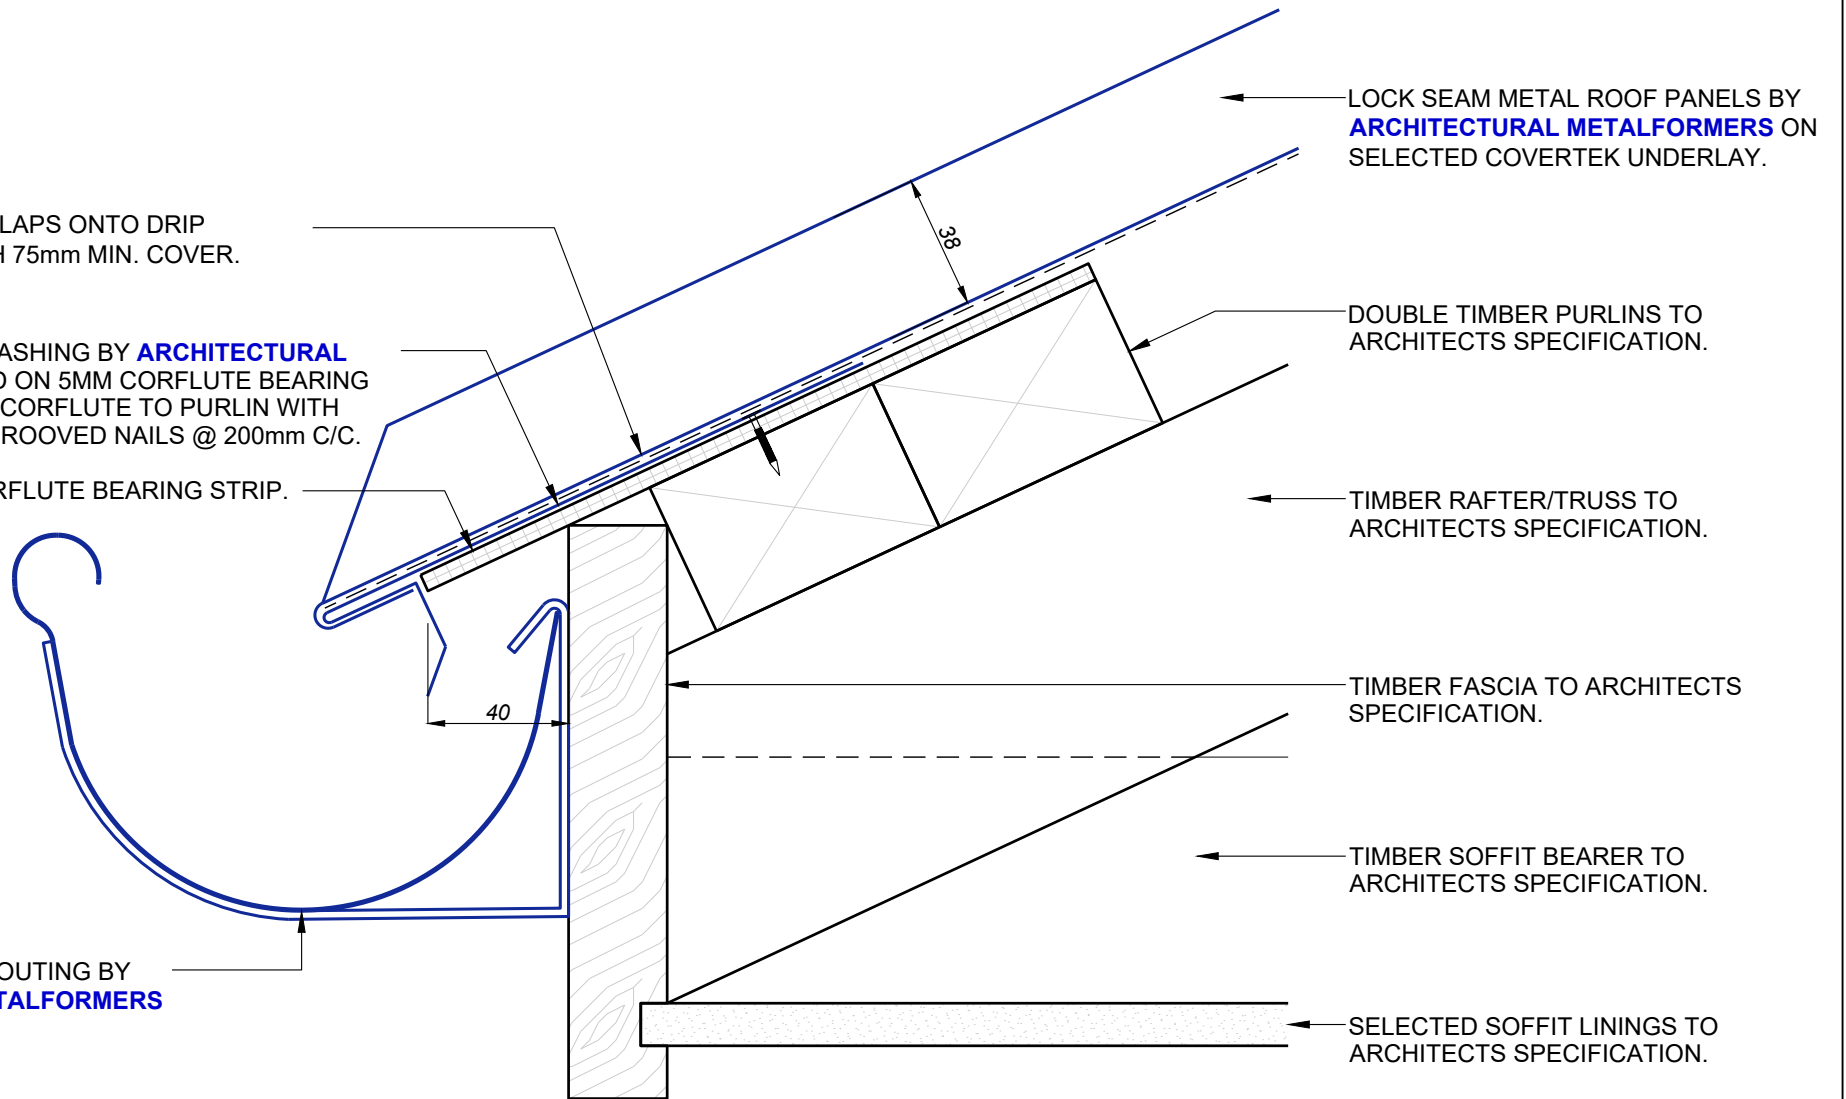 LAPS ONTO DRIP
75mm MIN. COVER.
ARCHITECTURAL
ON 5MM CORFLUTE BEARING
CORFLUTE TO PURLIN WITH
ROOVED NAILS @ 200mm C/C.
RFLUTE BEARING STRIP.
OUTING BY
TALFORMERS
38
40
LOCK SEAM METAL ROOF PANELS BY
ARCHITECTURAL METALFORMERS ON
SELECTED COVERTEK UNDERLAY.
DOUBLE TIMBER PURLINS TO
ARCHITECTS SPECIFICATION.
TIMBER RAFTER/TRUSS TO
ARCHITECTS SPECIFICATION.
TIMBER FASCIA TO ARCHITECTS
SPECIFICATION.
TIMBER SOFFIT BEARER TO
ARCHITECTS SPECIFICATION.
SELECTED SOFFIT LININGS TO
ARCHITECTS SPECIFICATION.